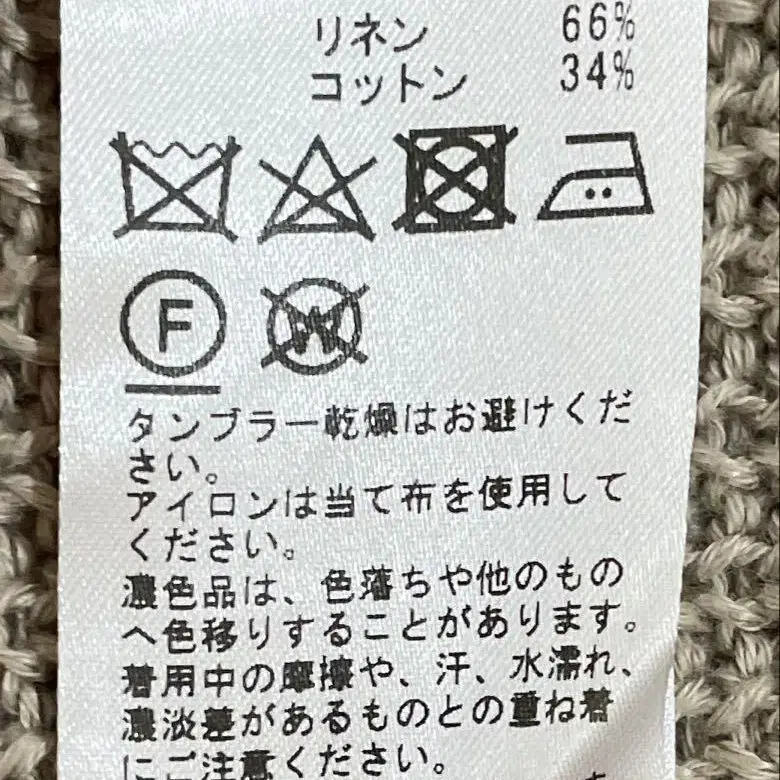 リネン 66%
コットン 34%
F
W
タンブラー乾燥はお避けくだ
さい。
アイロンは当て布を使用して
ください。
濃色品は、色落ちや他のもの
へ色移りすることがあります。
着用中の摩擦や、汗、水濡れ、
濃淡差があるものとの重ね着
にご注意ください。